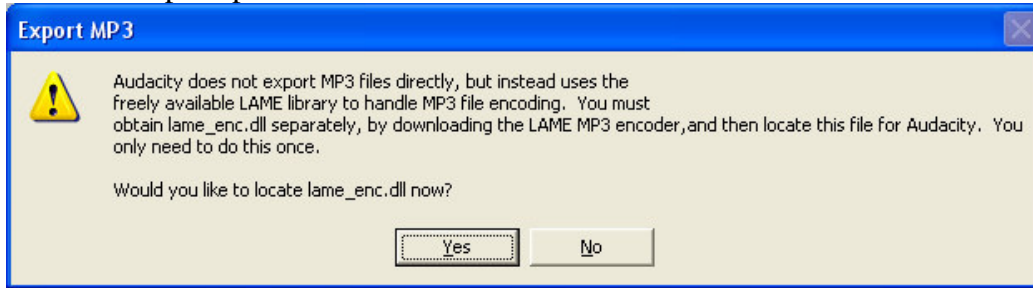 Export MP3
Audacity does not export MP3 files directly, but instead uses the
freely available LAME library to handle MP3 file encoding.  You must
obtain lame_enc.dll separately, by downloading the LAME MP3 encoder,and then locate this file for Audacity.  You
only need to do this once.
Would you like to locate lame_enc.dll now?
Yes No